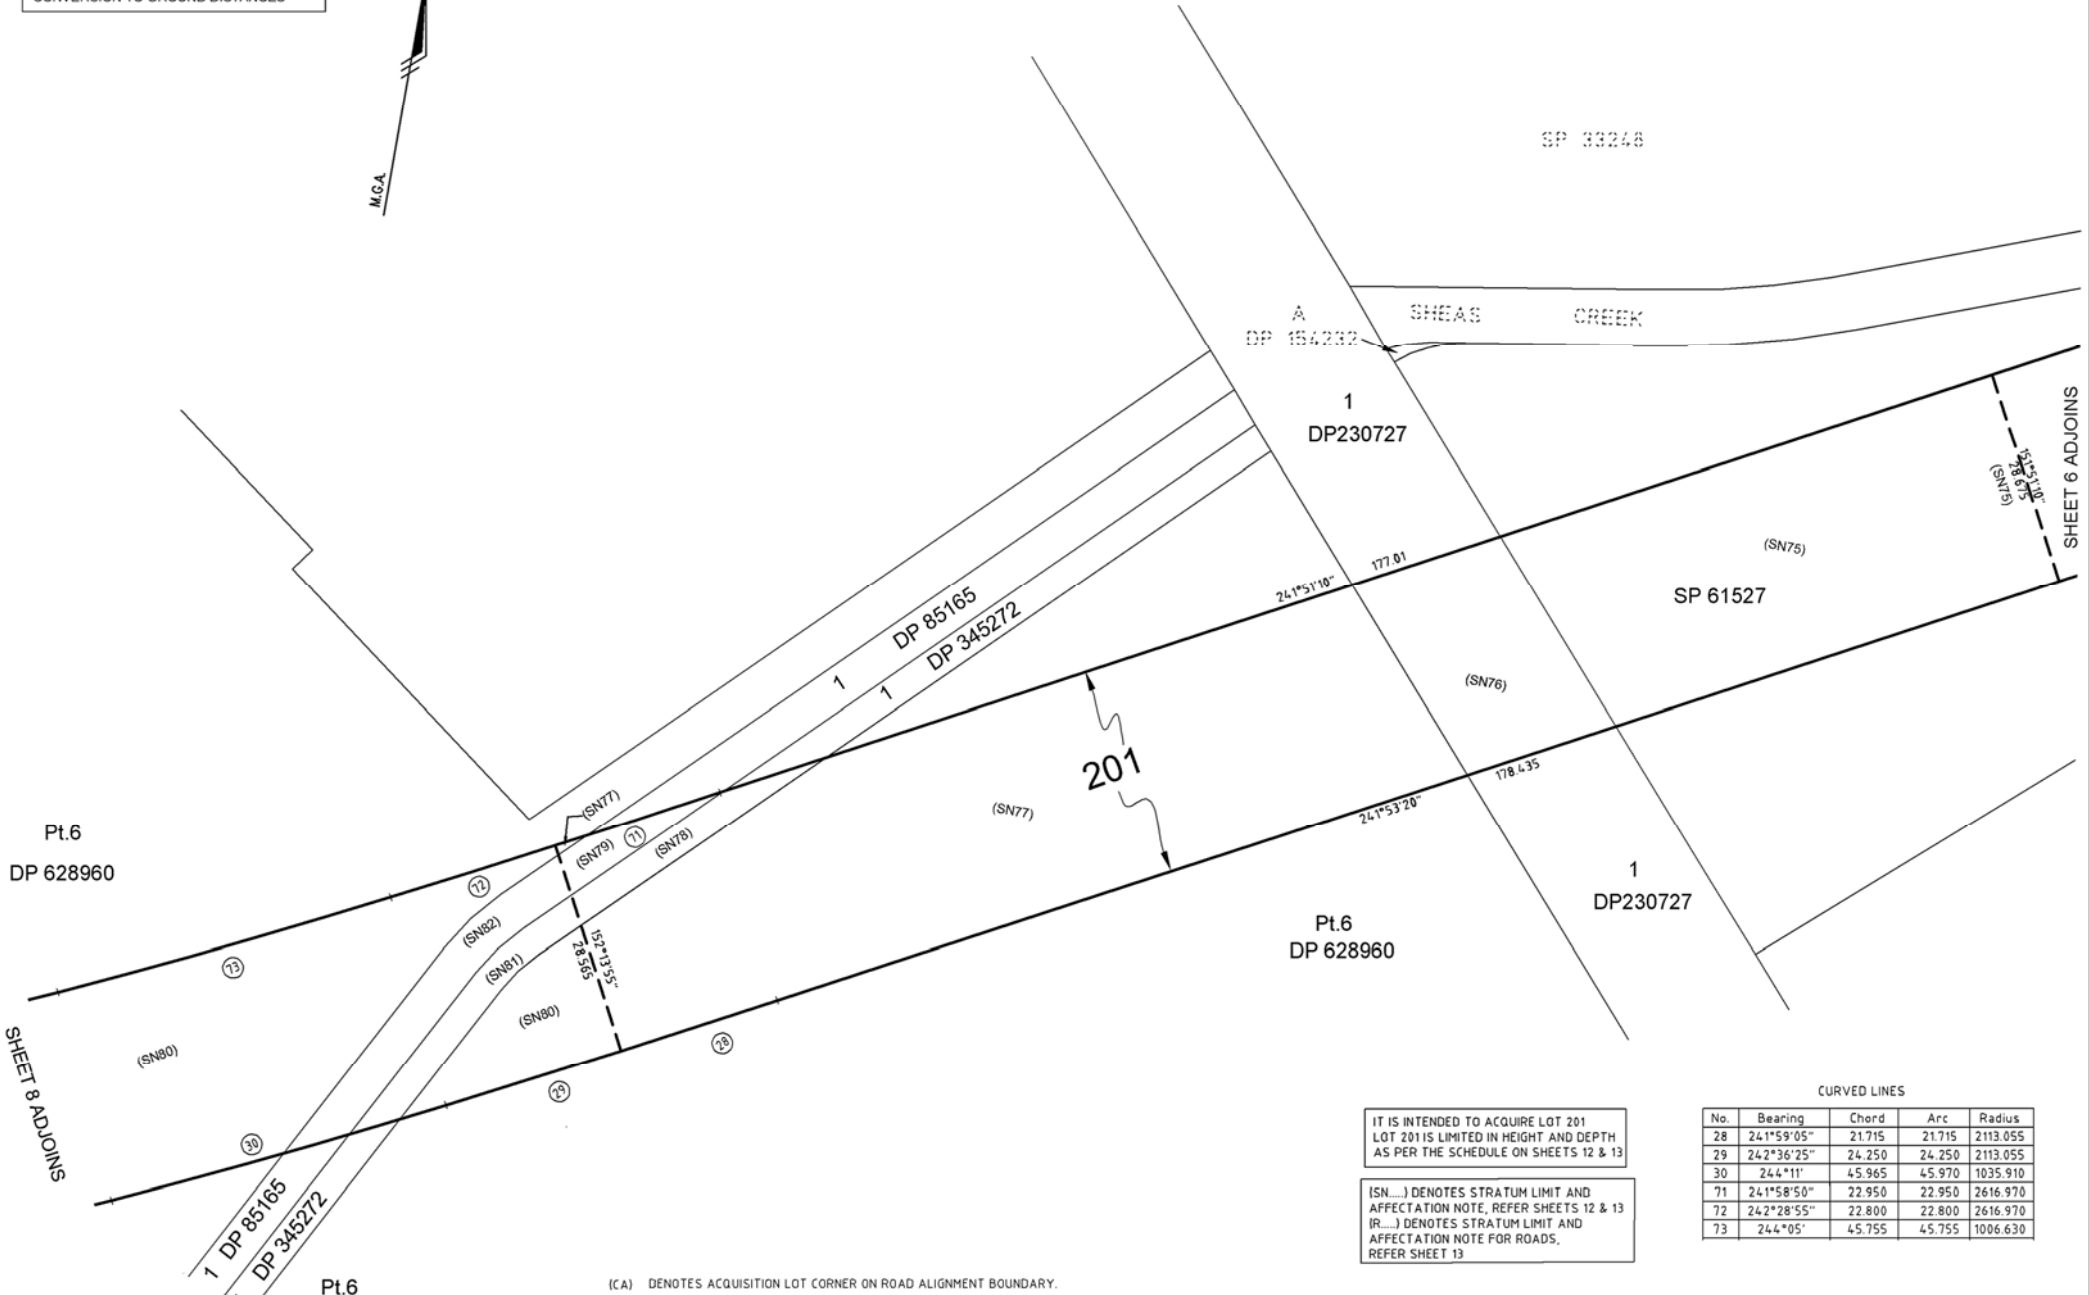 CONVERSION TO GROUND DISTANCES
M.G.A.
SP 33248
SHEAS CREEK
A
DP 154232
1
DP230727
SHEET 6 ADJOINS
151°51'10"
28.675
(SN75)
(SN75)
SP 61527
177.01
241°51'10"
DP 85165
1
DP 345272
1
(SN76)
201
178.435
241°53'20"
(SN77)
(SN77)
71
(SN79)
(SN78)
Pt.6
DP 628960
72
(SN82)
(SN81)
152°13'55"
28.565
1
DP230727
Pt.6
DP 628960
73
(SN80)
(SN80)
28
29
30
SHEET 8 ADJOINS
1 DP 85165
DP 345272
Pt.6
IT IS INTENDED TO ACQUIRE LOT 201
LOT 201 IS LIMITED IN HEIGHT AND DEPTH
AS PER THE SCHEDULE ON SHEETS 12 & 13
(SN.....) DENOTES STRATUM LIMIT AND
AFFECTATION NOTE, REFER SHEETS 12 & 13
(R.....) DENOTES STRATUM LIMIT AND
AFFECTATION NOTE FOR ROADS,
REFER SHEET 13
CURVED LINES
No. Bearing Chord Arc Radius
28 241°59'05" 21.715 21.715 2113.055
29 242°36'25" 24.250 24.250 2113.055
30 244°11' 45.965 45.970 1035.910
71 241°58'50" 22.950 22.950 2616.970
72 242°28'55" 22.800 22.800 2616.970
73 244°05' 45.755 45.755 1006.630
(CA) DENOTES ACQUISITION LOT CORNER ON ROAD ALIGNMENT BOUNDARY.